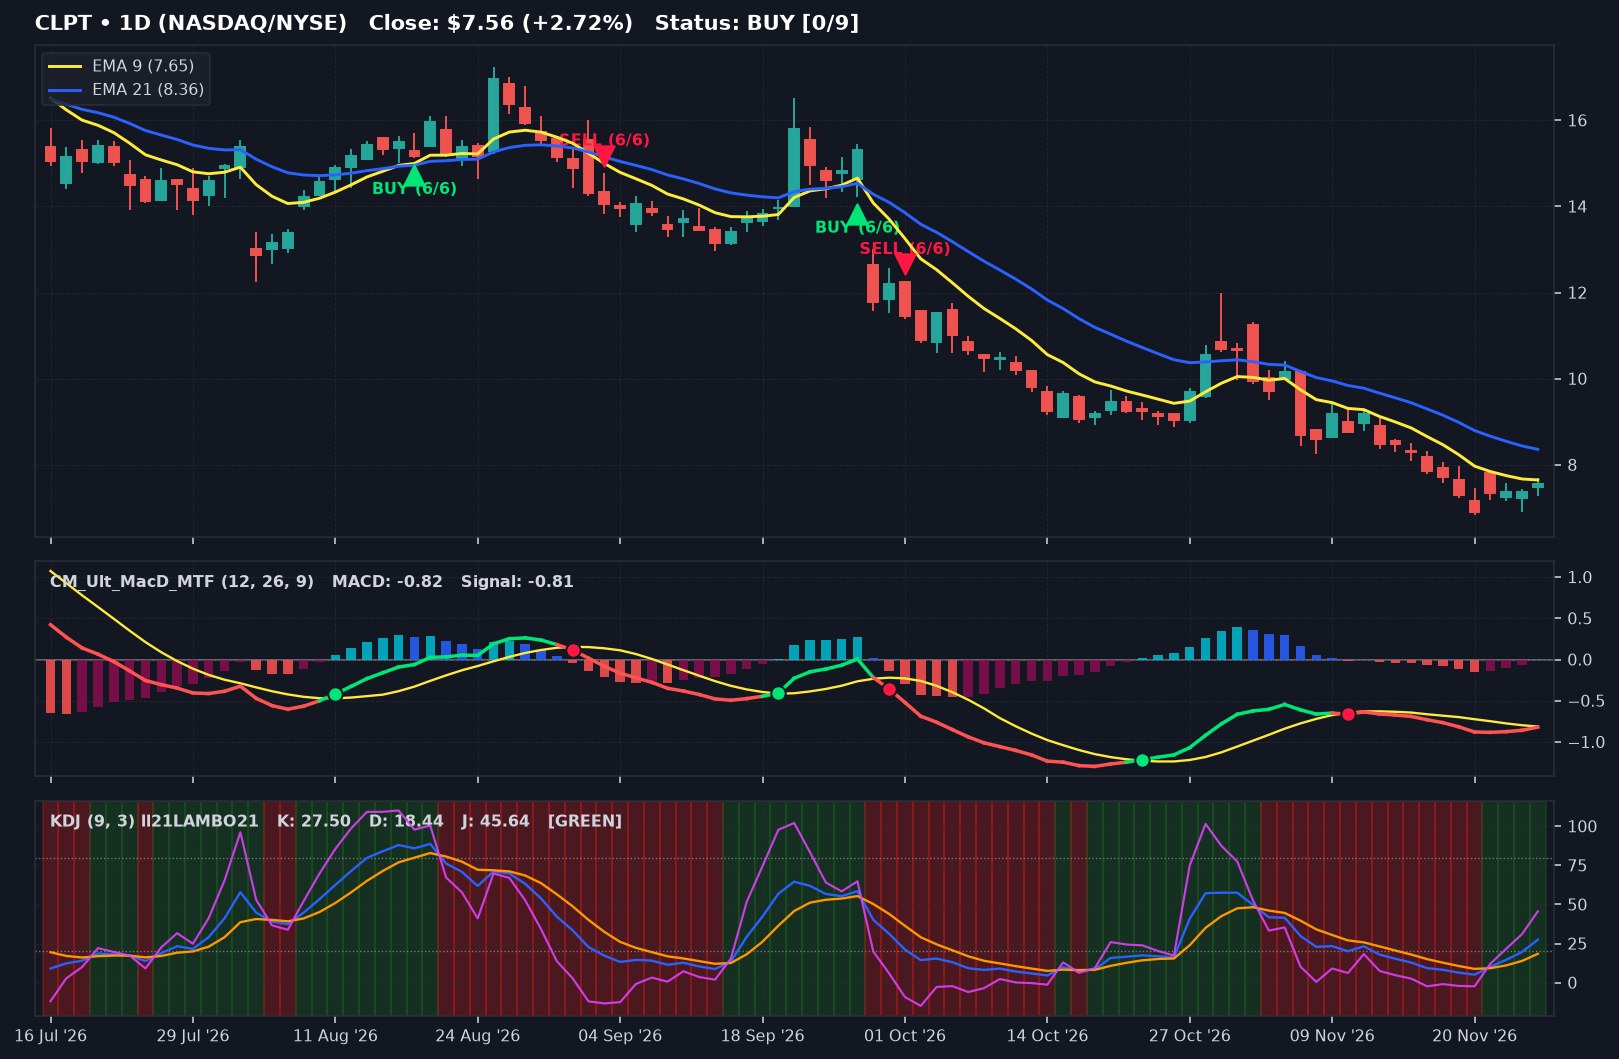 CLPT • 1D (NASDAQ/NYSE)   Close: $7.56 (+2.72%)   Status: BUY [0/9]
EMA 9 (7.65)
EMA 21 (8.36)
16
14
12
10
8
SELL (6/6)
BUY (6/6)
BUY (6/6)
SELL (6/6)
CM_Ult_MacD_MTF (12, 26, 9)   MACD: -0.82   Signal: -0.81
1.0
0.5
0.0
−0.5
−1.0
KDJ (9, 3) II21LAMBO21   K: 27.50   D: 18.44   J: 45.64   [GREEN]
100
75
50
25
0
16 Jul '26
29 Jul '26
11 Aug '26
24 Aug '26
04 Sep '26
18 Sep '26
01 Oct '26
14 Oct '26
27 Oct '26
09 Nov '26
20 Nov '26